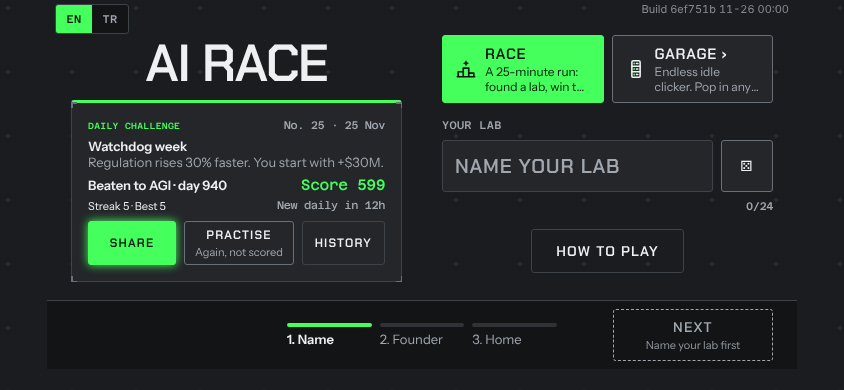 EN TR
Build 6ef751b 11-26 00:00
AI RACE
DAILY CHALLENGE No. 25 · 25 Nov
Watchdog week
Regulation rises 30% faster. You start with +$30M.
Beaten to AGI · day 940 Score 599
Streak 5 · Best 5 New daily in 12h
SHARE
PRACTISE
Again, not scored
HISTORY
RACE
A 25-minute run:
found a lab, win t...
GARAGE ›
Endless idle
clicker. Pop in any...
YOUR LAB
NAME YOUR LAB
0/24
HOW TO PLAY
1. Name 2. Founder 3. Home
NEXT
Name your lab first